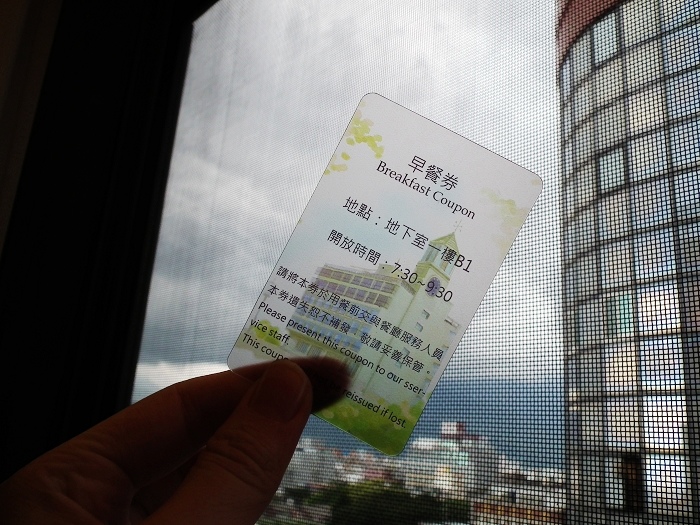 早餐券
Breakfast Coupon
地點：地下室一樓B1
開放時間：7:30~9:30
請將本券於用餐前交與餐廳服務人員
本券遺失恕不補發，敬請妥善保管。
Please present this coupon to our sser-
vice staff.
This coupo
reissued if lost.